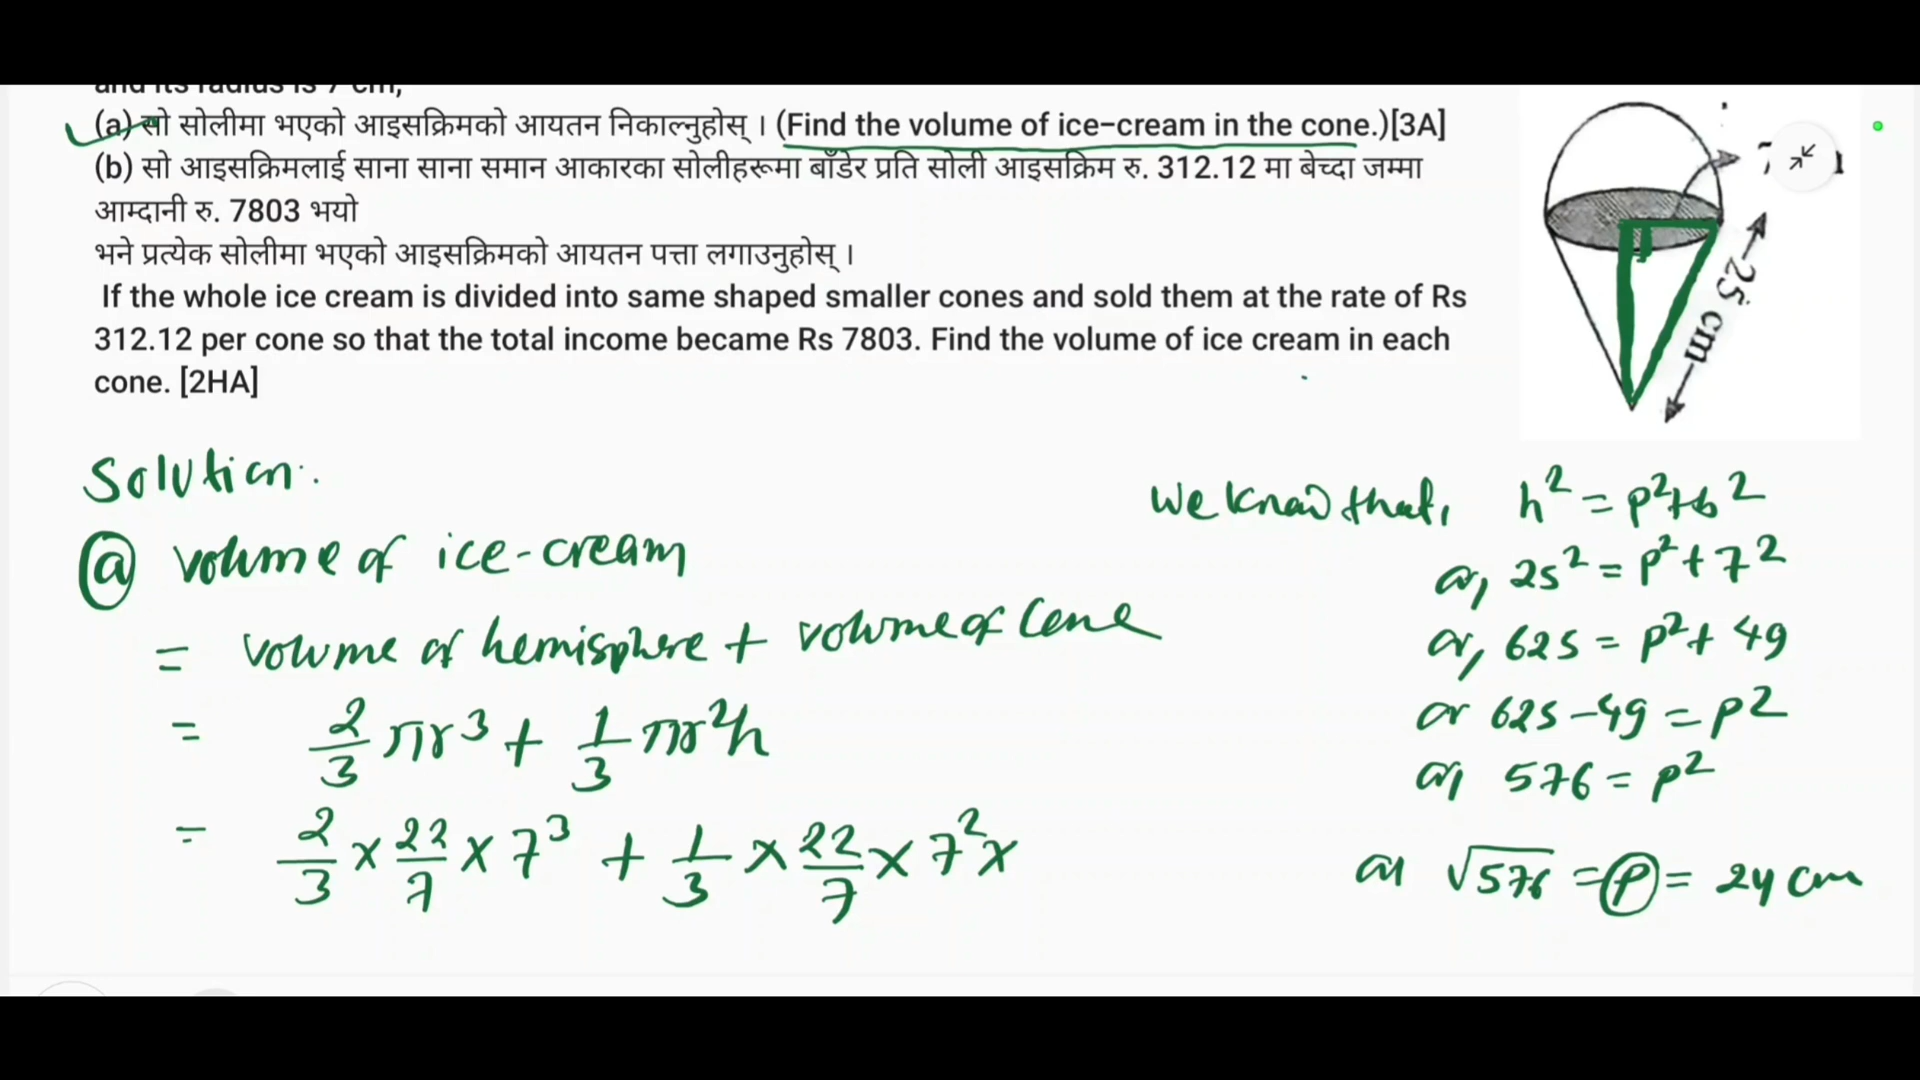 and its radius is 7 cm,
(a) सो सोलीमा भएको आइसक्रिमको आयतन निकाल्नुहोस् । (Find the volume of ice-cream in the cone.)[3A]
(b) सो आइसक्रिमलाई साना साना समान आकारका सोलीहरूमा बाँडेर प्रति सोली आइसक्रिम रु. 312.12 मा बेच्दा जम्मा
आम्दानी रु. 7803 भयो
भने प्रत्येक सोलीमा भएको आइसक्रिमको आयतन पत्ता लगाउनुहोस् ।
If the whole ice cream is divided into same shaped smaller cones and sold them at the rate of Rs
312.12 per cone so that the total income became Rs 7803. Find the volume of ice cream in each
cone. [2HA]
7
25 cm
Solution:
(a) volume of ice-cream
= volume of hemisphere + volume of Cone
= 2/3 πr³ + 1/3 πr²h
= 2/3 × 22/7 × 7³ + 1/3 × 22/7 × 7² ×
We know that, h² = p²+b²
or, 25² = p² + 7²
or, 625 = p² + 49
or 625 - 49 = p²
or, 576 = p²
or √576 = p = 24 cm